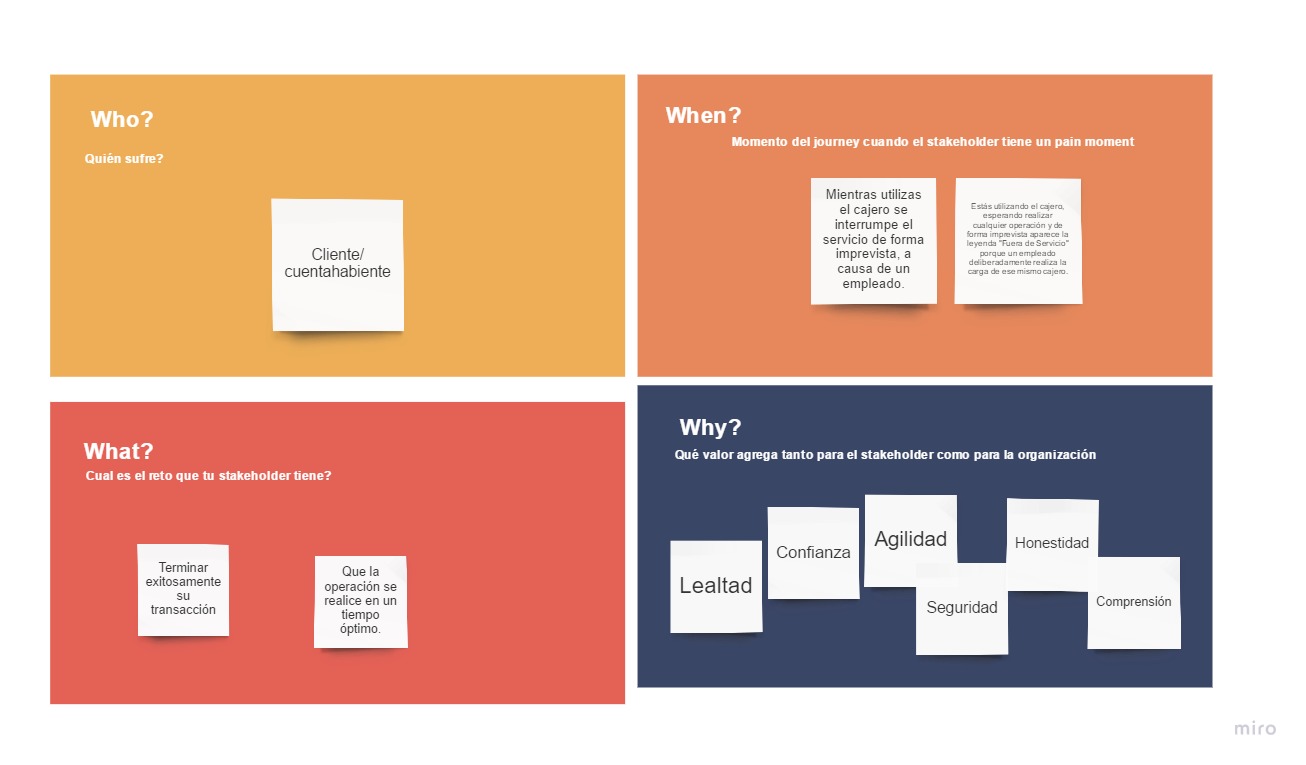 Who?
Quién sufre?
Cliente/
cuentahabiente
When?
Momento del journey cuando el stakeholder tiene un pain moment
Mientras utilizas
el cajero se
interrumpe el
servicio de forma
imprevista, a
causa de un
empleado.
Estás utilizando el cajero,
esperando realizar
cualquier operación y de
forma imprevista aparece la
leyenda "Fuera de Servicio"
porque un empleado
deliberadamente realiza la
carga de ese mismo cajero.
What?
Cual es el reto que tu stakeholder tiene?
Terminar
exitosamente
su
transacción
Que la
operación se
realice en un
tiempo
óptimo.
Why?
Qué valor agrega tanto para el stakeholder como para la organización
Lealtad
Confianza
Agilidad
Seguridad
Honestidad
Comprensión
miro